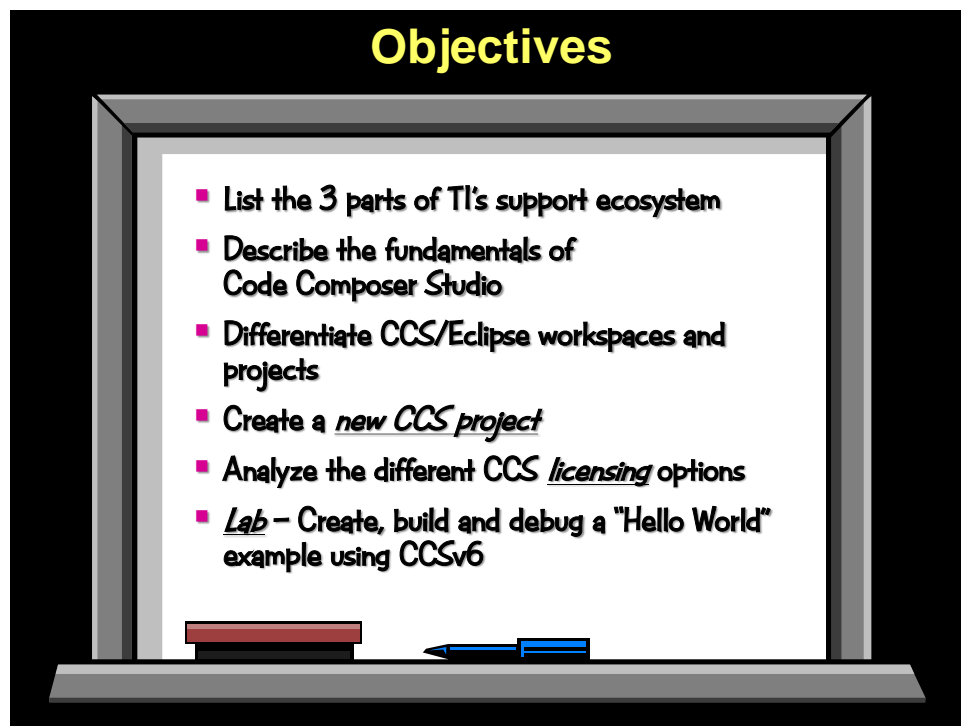 Objectives
List the 3 parts of TI's support ecosystem
Describe the fundamentals of
Code Composer Studio
Differentiate CCS/Eclipse workspaces and
projects
Create a new CCS project
Analyze the different CCS licensing options
Lab – Create, build and debug a “Hello World”
example using CCSv6